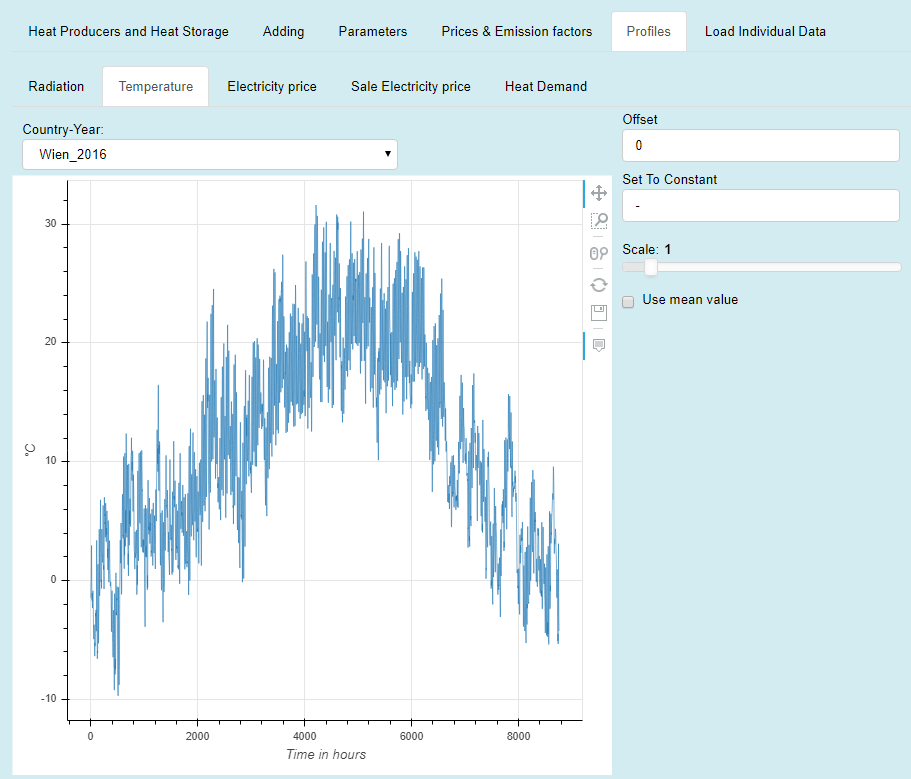 Heat Producers and Heat Storage Adding Parameters Prices & Emission factors Profiles Load Individual Data
Radiation Temperature Electricity price Sale Electricity price Heat Demand
Country-Year:
Wien_2016
Offset
0
Set To Constant
-
Scale: 1
Use mean value
30
20
10
0
-10
°C
0 2000 4000 6000 8000
Time in hours